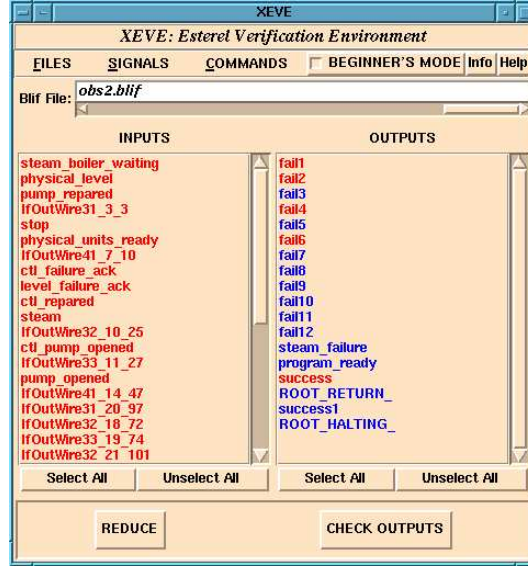 XEVE
XEVE: Esterel Verification Environment
FILES SIGNALS COMMANDS BEGINNER'S MODE Info Help
Blif File: obs2.blif
INPUTS
steam_boiler_waiting
physical_level
pump_repared
IfOutWire31_3_3
stop
physical_units_ready
IfOutWire41_7_10
ctl_failure_ack
level_failure_ack
ctl_repared
steam
IfOutWire32_10_25
ctl_pump_opened
IfOutWire33_11_27
pump_opened
IfOutWire41_14_47
IfOutWire31_20_97
IfOutWire32_18_72
IfOutWire33_19_74
IfOutWire32_21_101
Select All Unselect All
OUTPUTS
fail1
fail2
fail3
fail4
fail5
fail6
fail7
fail8
fail9
fail10
fail11
fail12
steam_failure
program_ready
success
ROOT_RETURN_
success1
ROOT_HALTING_
Select All Unselect All
REDUCE CHECK OUTPUTS